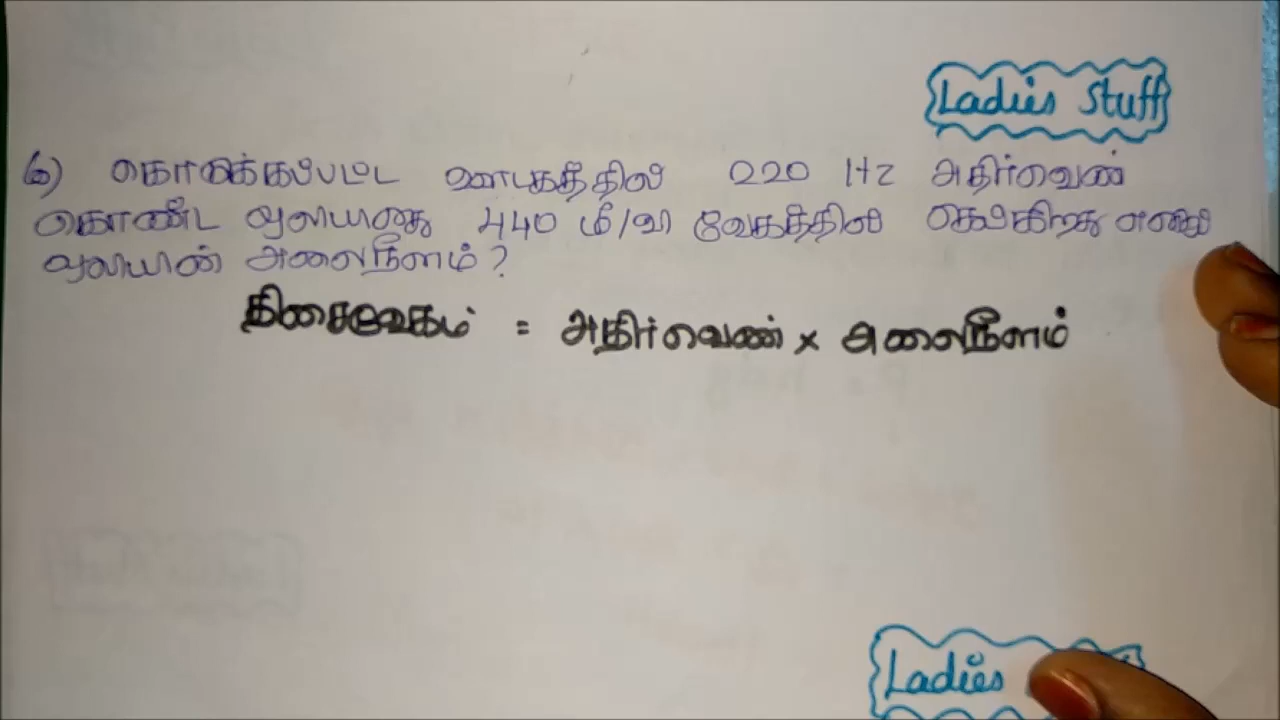 Ladies Stuff
6) கொடுக்கப்பட்ட ஊடகத்தில் 220 Hz அதிர்வெண்
கொண்ட ஒலியானது 440 மீ/வி வேகத்தில் செல்கிறது எனில்
ஒலியின் அலைநீளம் ?
திசைவேகம் = அதிர்வெண் x அலைநீளம்
Ladies